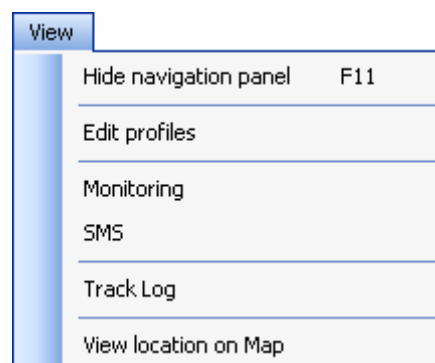 View
Hide navigation panel F11
Edit profiles
Monitoring
SMS
Track Log
View location on Map